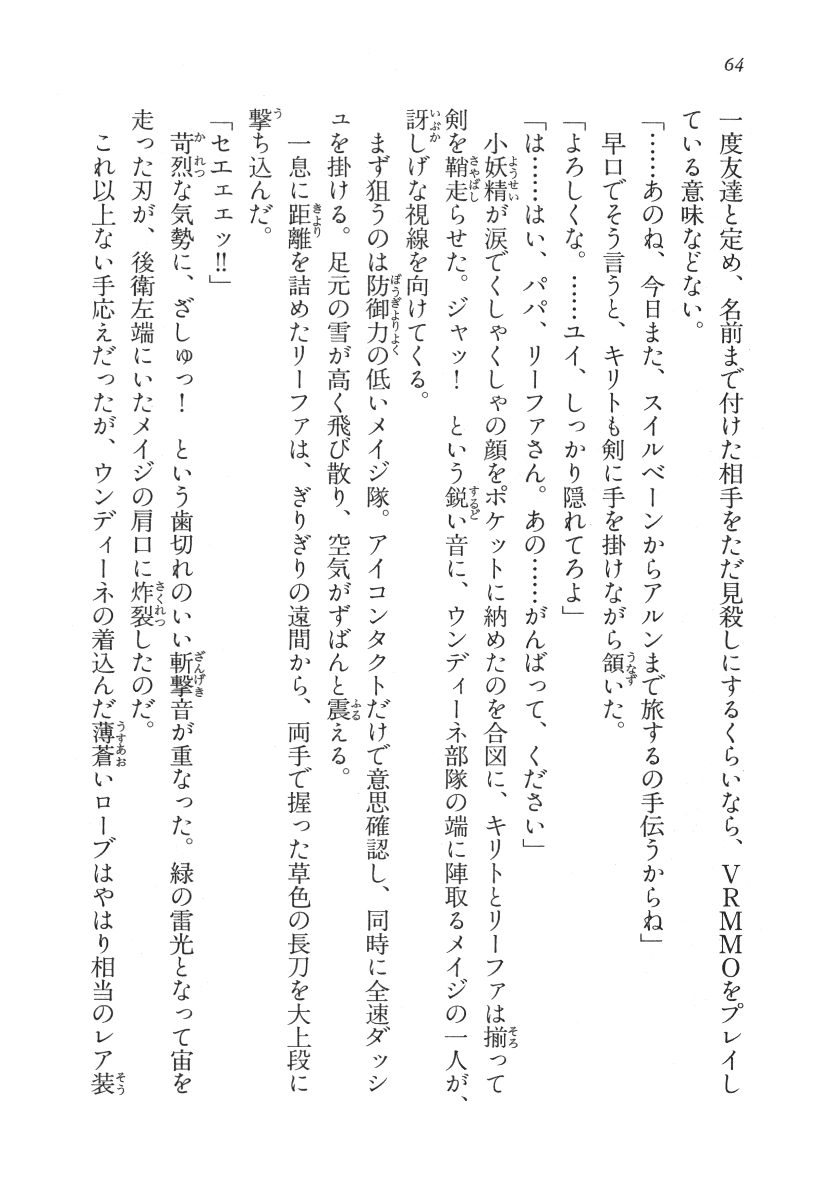 64
一度友達と定め、名前まで付けた相手をただ見殺しにするくらいなら、ＶＲＭＭＯをプレイし
ている意味などない。
「……あのね、今日また、スイルベーンからアルンまで旅するの手伝うからね」
早口でそう言うと、キリトも剣に手を掛けながら頷いた。
「よろしくな。……ユイ、しっかり隠れてろよ」
「は……はい、パパ、リーファさん。あの……がんばって、ください」
小妖精が涙でくしゃくしゃの顔をポケットに納めたのを合図に、キリトとリーファは揃って
剣を鞘走らせた。ジャッ！　という鋭い音に、ウンディーネ部隊の端に陣取るメイジの一人が、
訝しげな視線を向けてくる。
まず狙うのは防御力の低いメイジ隊。アイコンタクトだけで意思確認し、同時に全速ダッシ
ュを掛ける。足元の雪が高く飛び散り、空気がずばんと震える。
一息に距離を詰めたリーファは、ぎりぎりの遠間から、両手で握った草色の長刀を大上段に
撃ち込んだ。
「セエェェッ!!」
苛烈な気勢に、ざしゅっ！　という歯切れのいい斬撃音が重なった。緑の雷光となって宙を
走った刃が、後衛左端にいたメイジの肩口に炸裂したのだ。
これ以上ない手応えだったが、ウンディーネの着込んだ薄蒼いローブはやはり相当のレア装